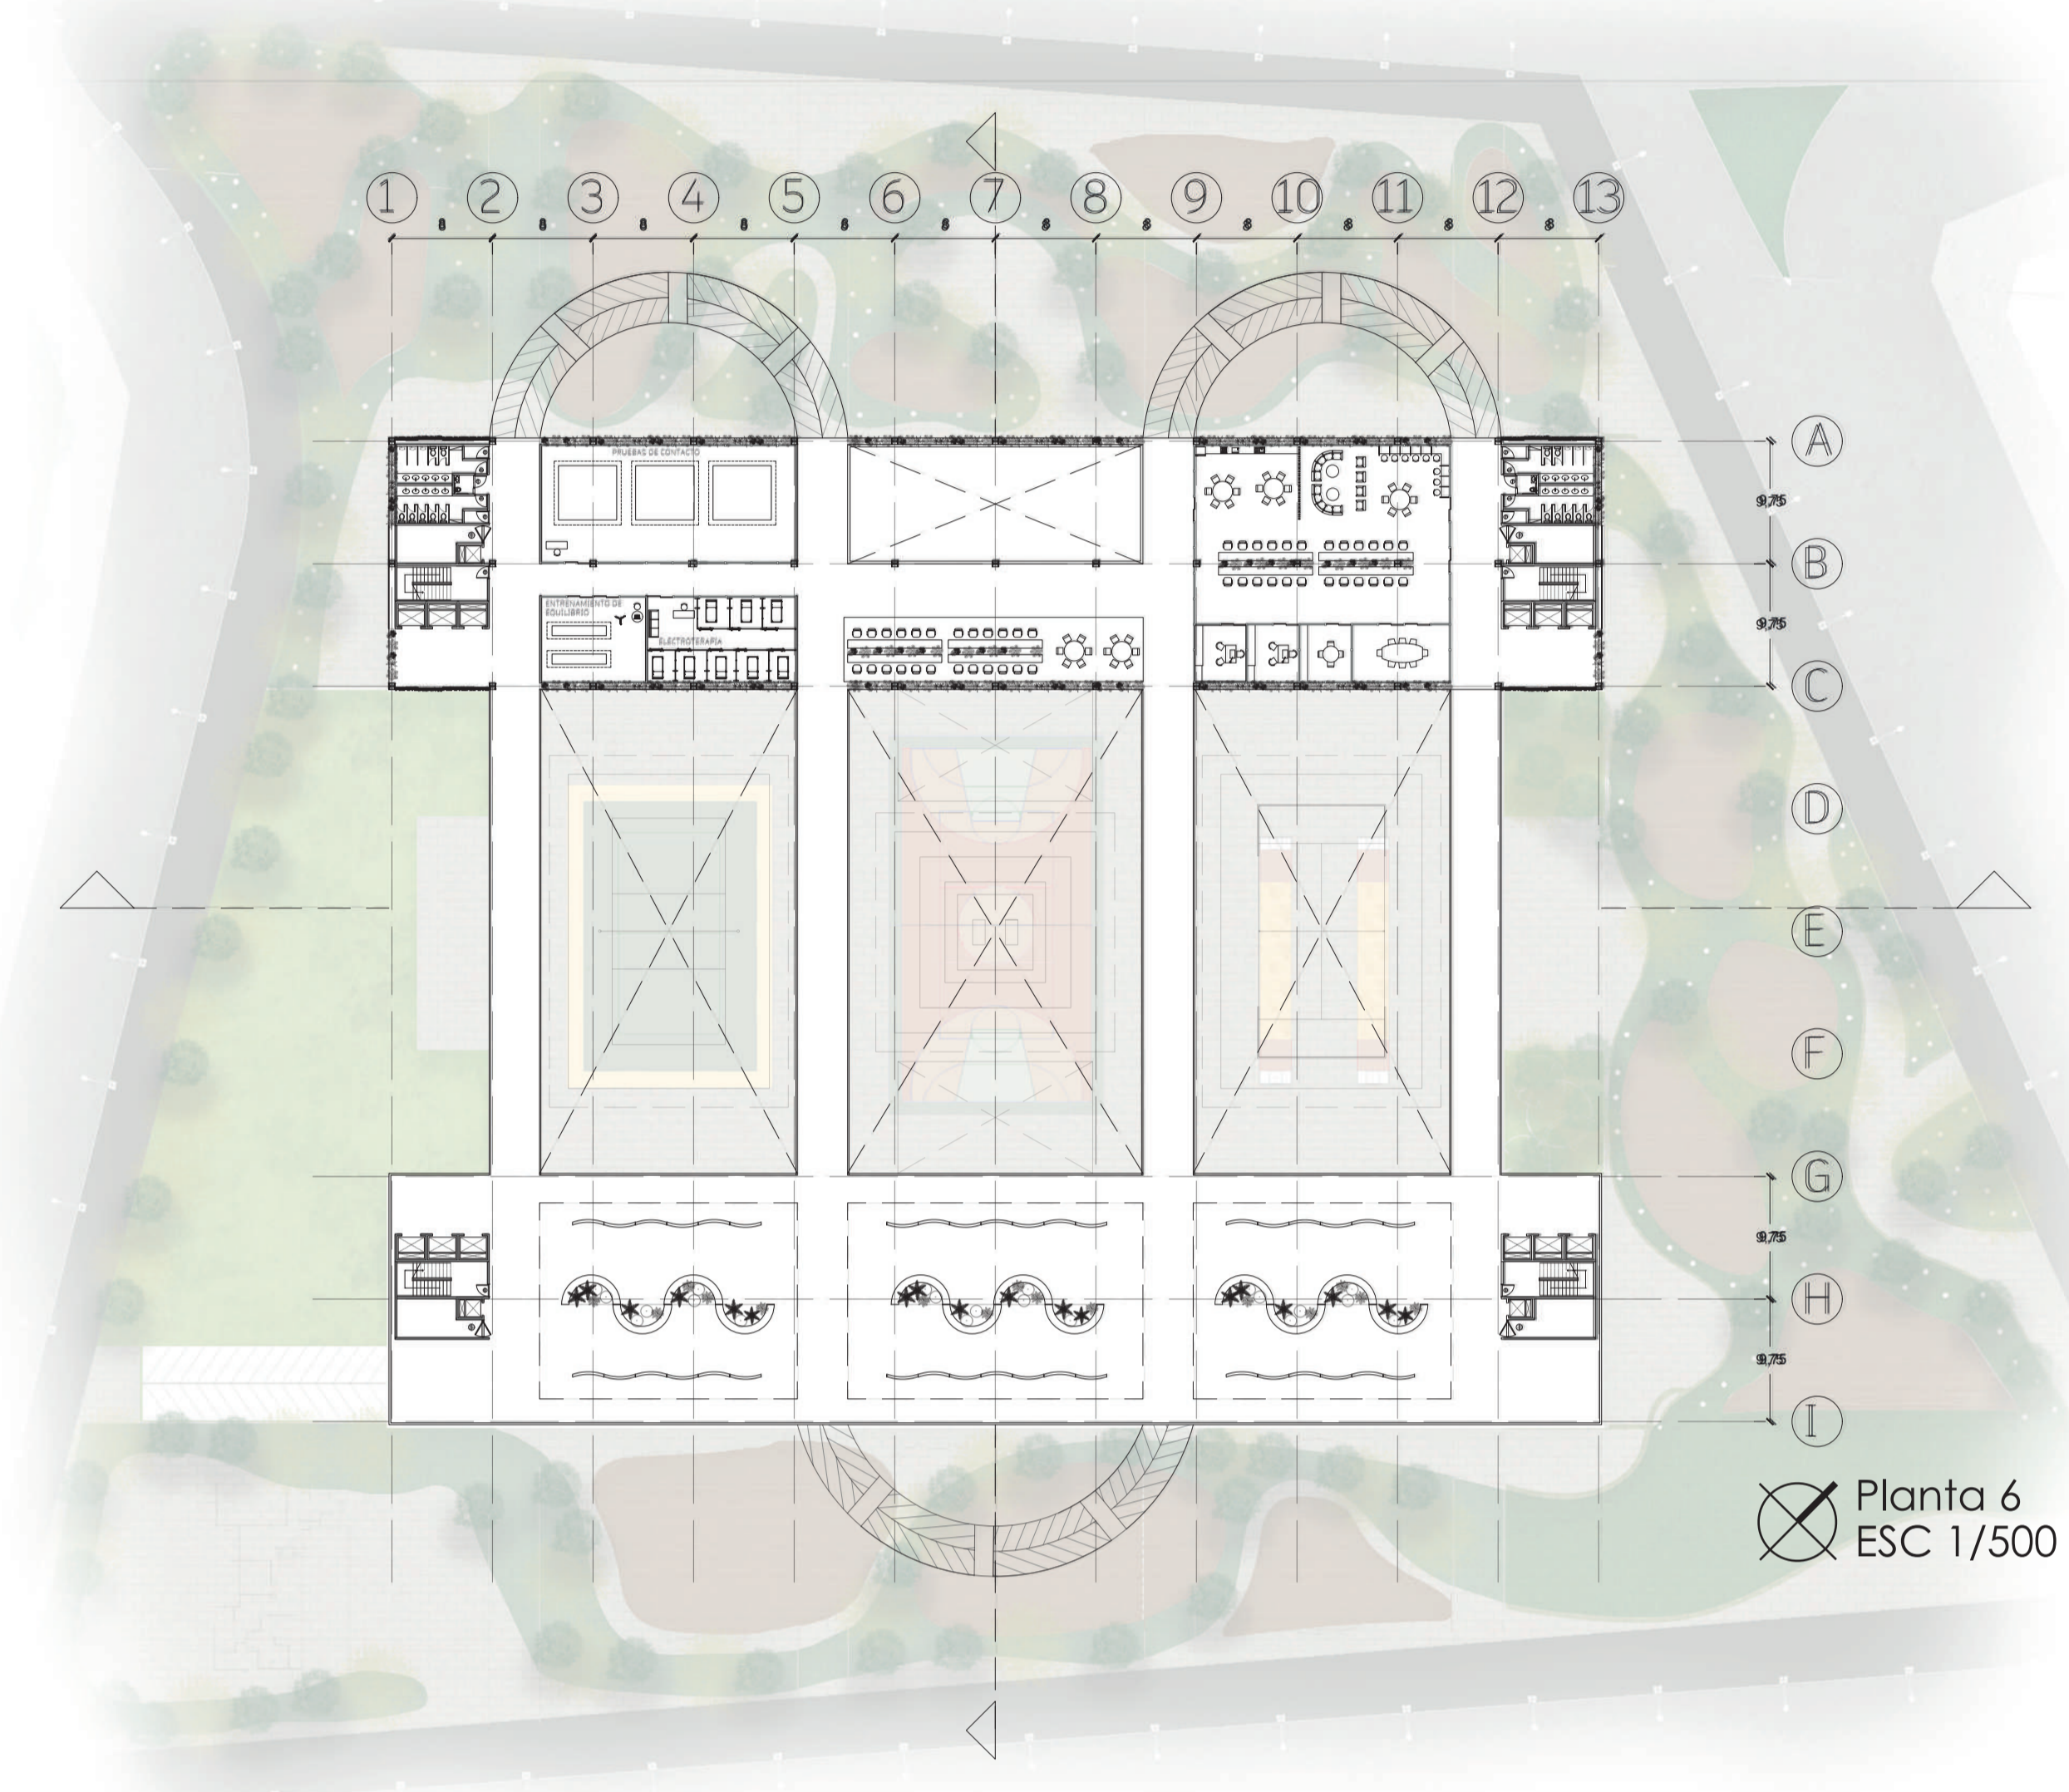 1 2 3 4 5 6 7 8 9 10 11 12 13
8 8 8 8 8 8 8 8 8 8 8 8
A
PRUEBAS DE CONTACTO
9,75
B
ENTRENAMIENTO DE
EQUILIBRIO
9,75
ELECTROTERAPIA
C
D
E
F
G
9,75
H
9,75
I
Planta 6
ESC 1/500